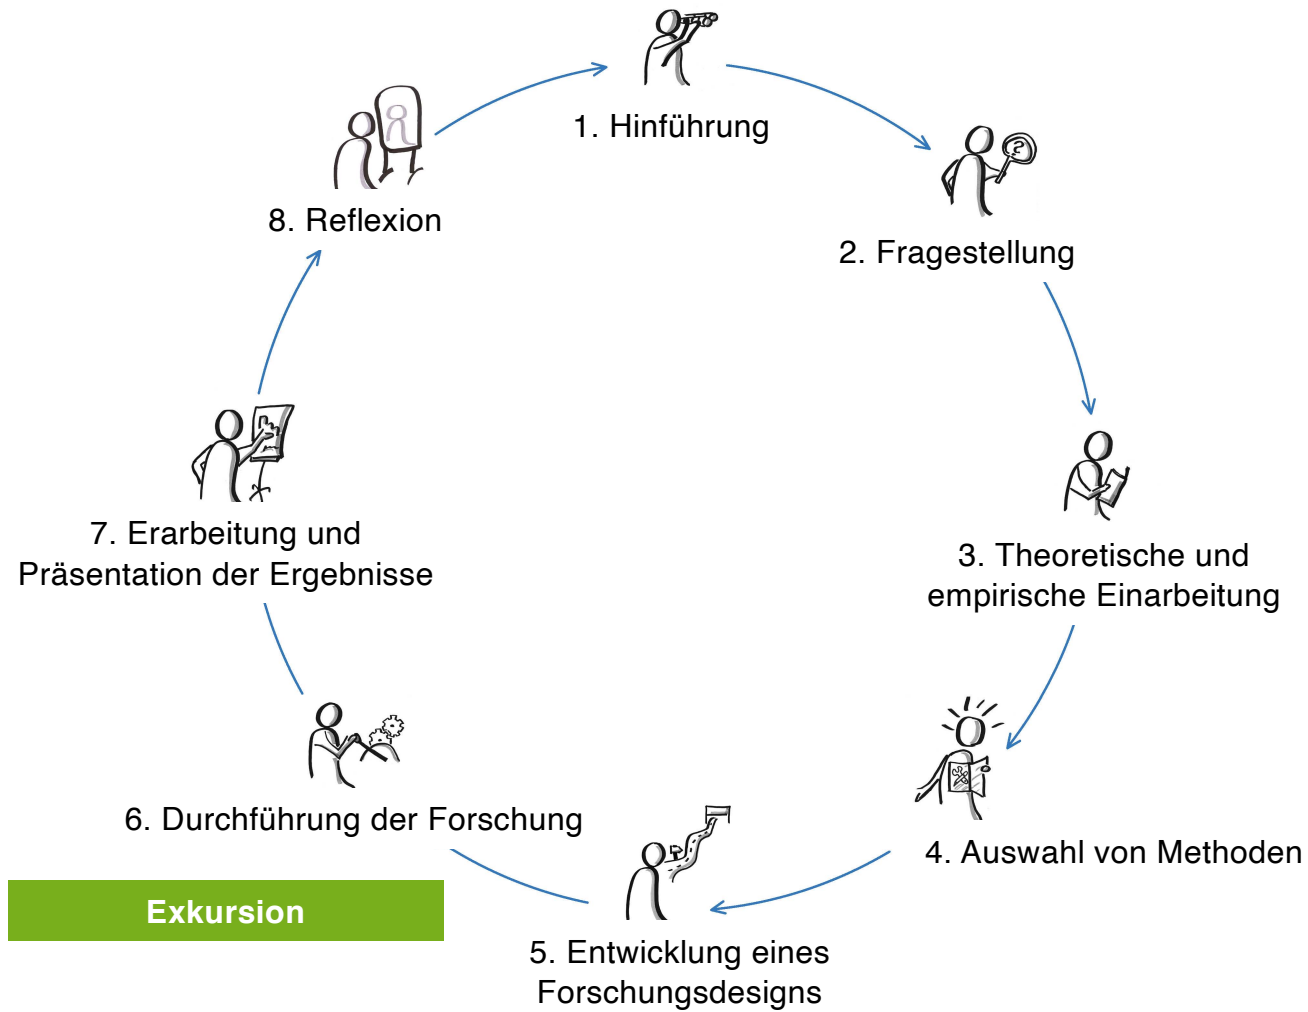 1. Hinführung
2. Fragestellung
3. Theoretische und
empirische Einarbeitung
4. Auswahl von Methoden
5. Entwicklung eines
Forschungsdesigns
6. Durchführung der Forschung
Exkursion
7. Erarbeitung und
Präsentation der Ergebnisse
8. Reflexion
?